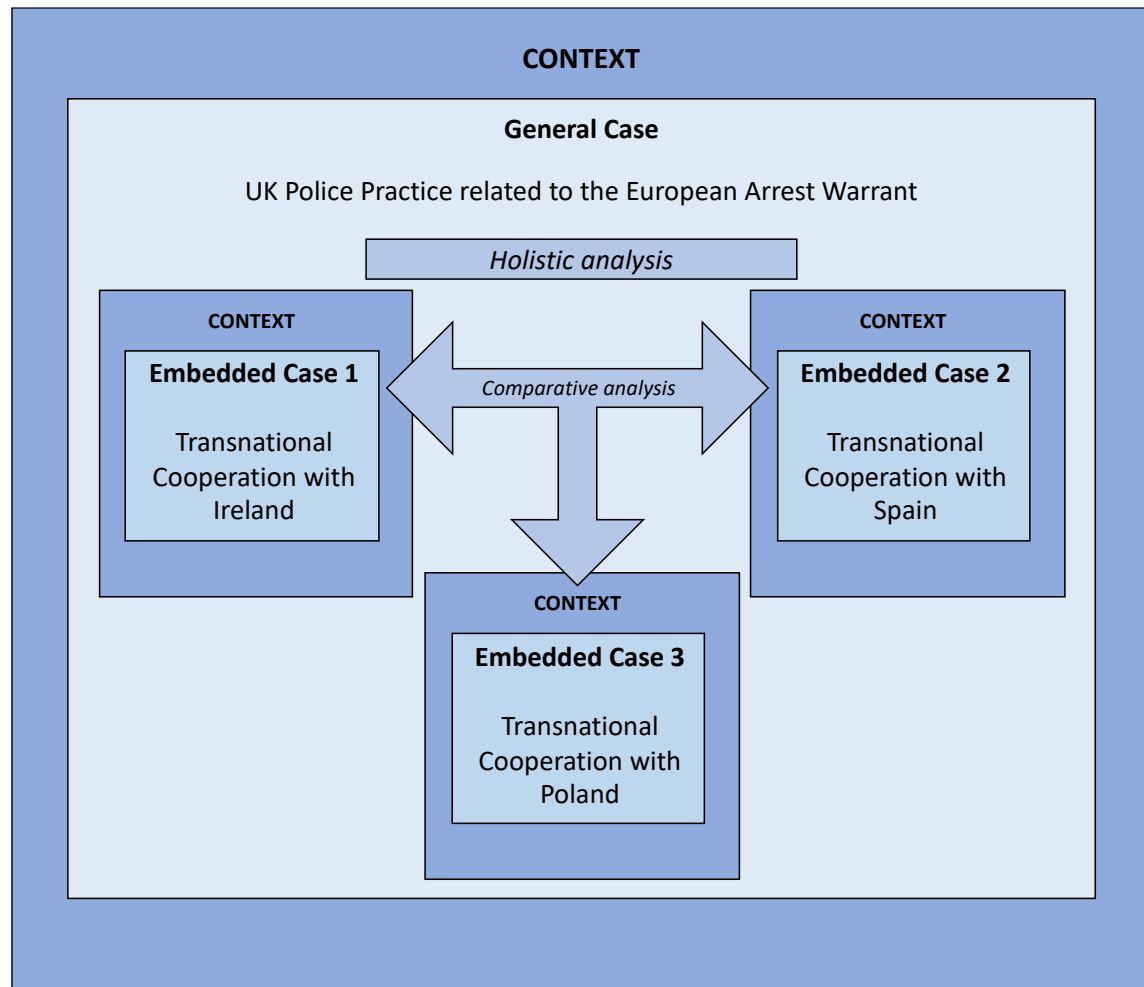 CONTEXT
General Case
UK Police Practice related to the European Arrest Warrant
Holistic analysis
CONTEXT
Embedded Case 1
Transnational
Cooperation with
Ireland
Comparative analysis
CONTEXT
Embedded Case 2
Transnational
Cooperation with
Spain
CONTEXT
Embedded Case 3
Transnational
Cooperation with
Poland